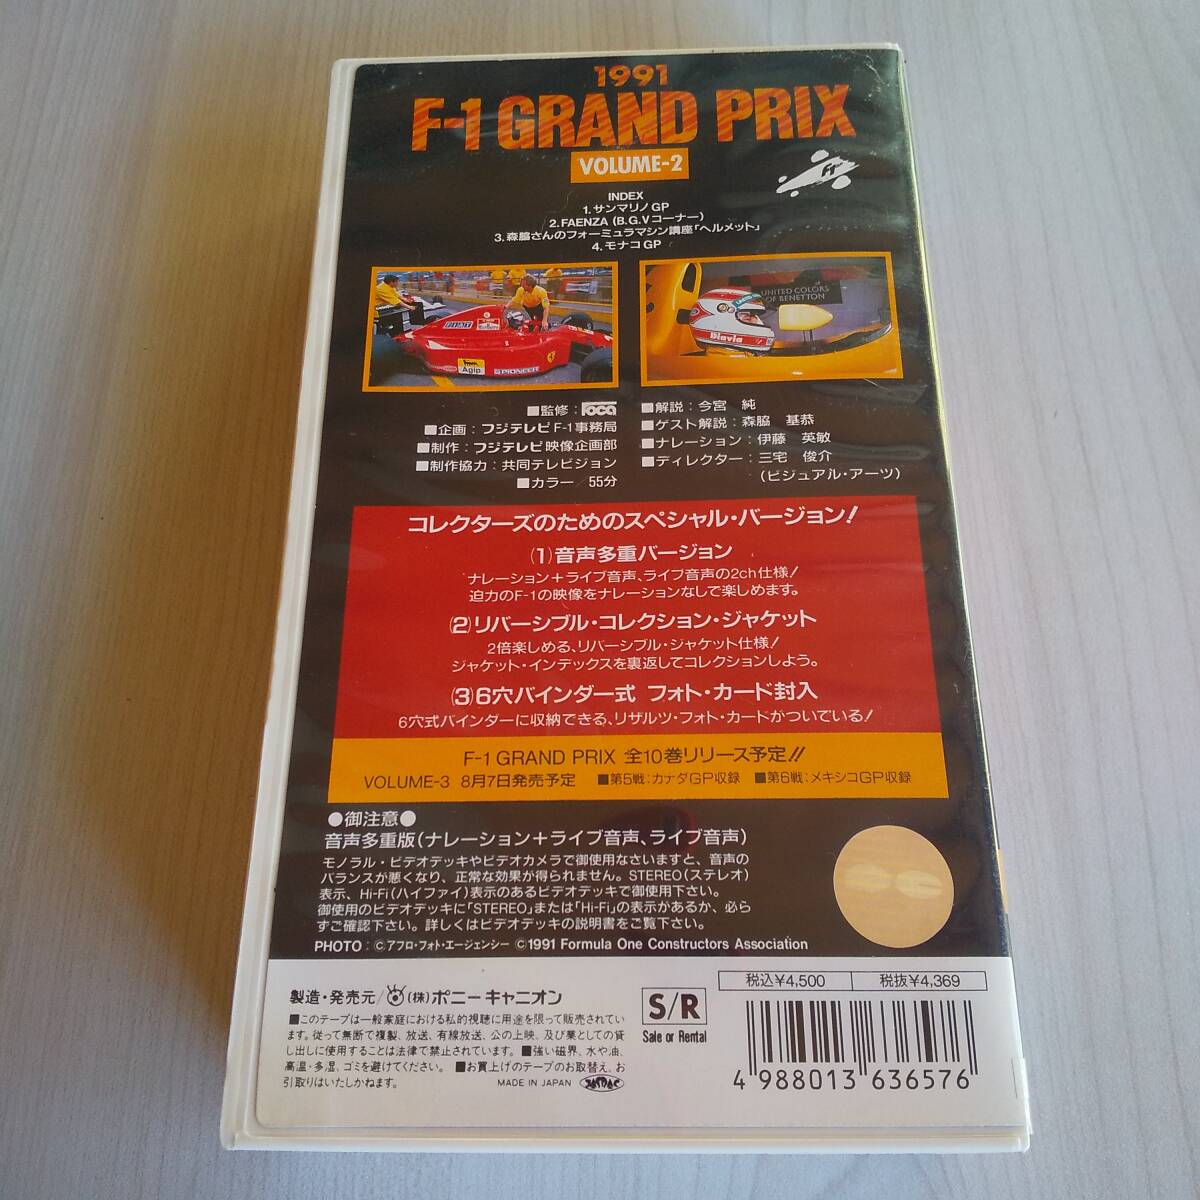 1991
F-1 GRAND PRIX
VOLUME-2
INDEX
1.サンマリノGP
2.FAENZA (B.G.Vコーナー)
3.森脇さんのフォーミュラマシン講座「ヘルメット」
4.モナコGP
FIAT
Agip
PIONEER
UNITED COLORS
OF BENETTON
Diavia
■監修:foca
■企画:フジテレビF-1事務局
■制作:フジテレビ映像企画部
■制作協力:共同テレビジョン
■カラー 55分
■解説:今宮 純
■ゲスト解説:森脇 基恭
■ナレーション:伊藤 英敏
■ディレクター:三宅 俊介
(ビジュアル・アーツ)
コレクターズのためのスペシャル・バージョン!
(1)音声多重バージョン
ナレーション+ライブ音声、ライブ音声の2ch仕様!
迫力のF-1の映像をナレーションなしで楽しめます。
(2)リバーシブル・コレクション・ジャケット
2倍楽しめる、リバーシブル・ジャケット仕様!
ジャケット・インデックスを裏返してコレクションしよう。
(3)6穴バインダー式 フォト・カード封入
6穴式バインダーに収納できる、リザルツ・フォト・カードがついている!
F-1 GRAND PRIX 全10巻リリース予定!!
VOLUME-3 8月7日発売予定 ■第5戦:カナダGP収録 ■第6戦:メキシコGP収録
●御注意●
音声多重版(ナレーション+ライブ音声、ライブ音声)
モノラル・ビデオデッキやビデオカメラで御使用なさいますと、音声の
バランスが悪くなり、正常な効果が得られません。STEREO(ステレオ)
表示、Hi-Fi(ハイファイ)表示のあるビデオデッキで御使用下さい。
御使用のビデオデッキに「STEREO」または「Hi-Fi」の表示があるか、必ら
ずご確認下さい。詳しくはビデオデッキの説明書をご覧下さい。
PHOTO:©アフロ・フォト・エージェンシー ©1991 Formula One Constructors Association
製造・発売元/(株)ポニーキャニオン
■このテープは一般家庭における私的視聴に用途を限って販売されてい
ます。従って無断で複製、放送、有線放送、公の上映、及び業としての貸
し出しに使用することは法律で禁止されています。■強い磁界、水や油、
高温・多湿、ゴミを避けてください。■お買上げのテープのお取替え、お
引取りはいたしかねます。
MADE IN JAPAN
S/R
Sale or Rental
税込¥4,500
税抜¥4,369
4 988013 636576